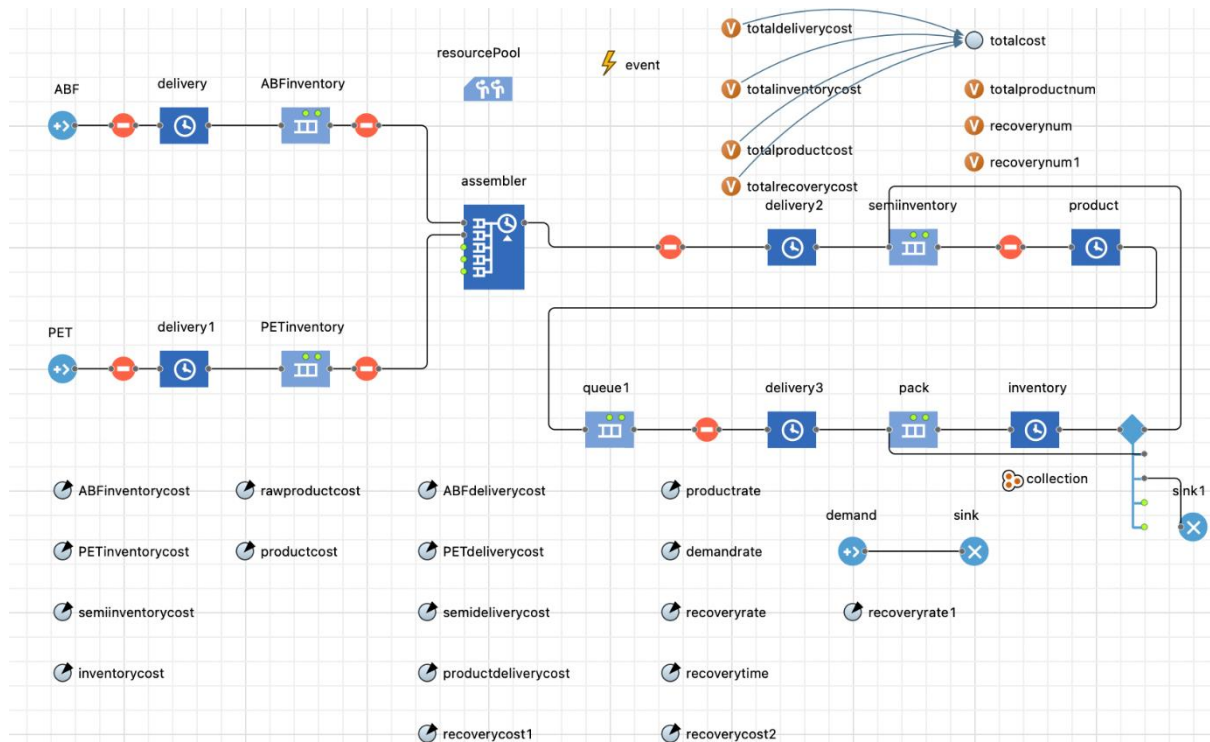 totaldeliverycost
totalcost
resourcePool
event
ABF
delivery
ABFinventory
totalinventorycost
totalproductnum
recoverynum
totalproductcost
recoverynum1
assembler
totalrecoverycost
delivery2
semiinventory
product
PET
delivery1
PETinventory
queue1
delivery3
pack
inventory
collection
ABFinventorycost
rawproductcost
ABFdeliverycost
productrate
sink1
demand
sink
PETinventorycost
productcost
PETdeliverycost
demandrate
semiinventorycost
semideliverycost
recoveryrate
recoveryrate1
inventorycost
productdeliverycost
recoverytime
recoverycost1
recoverycost2